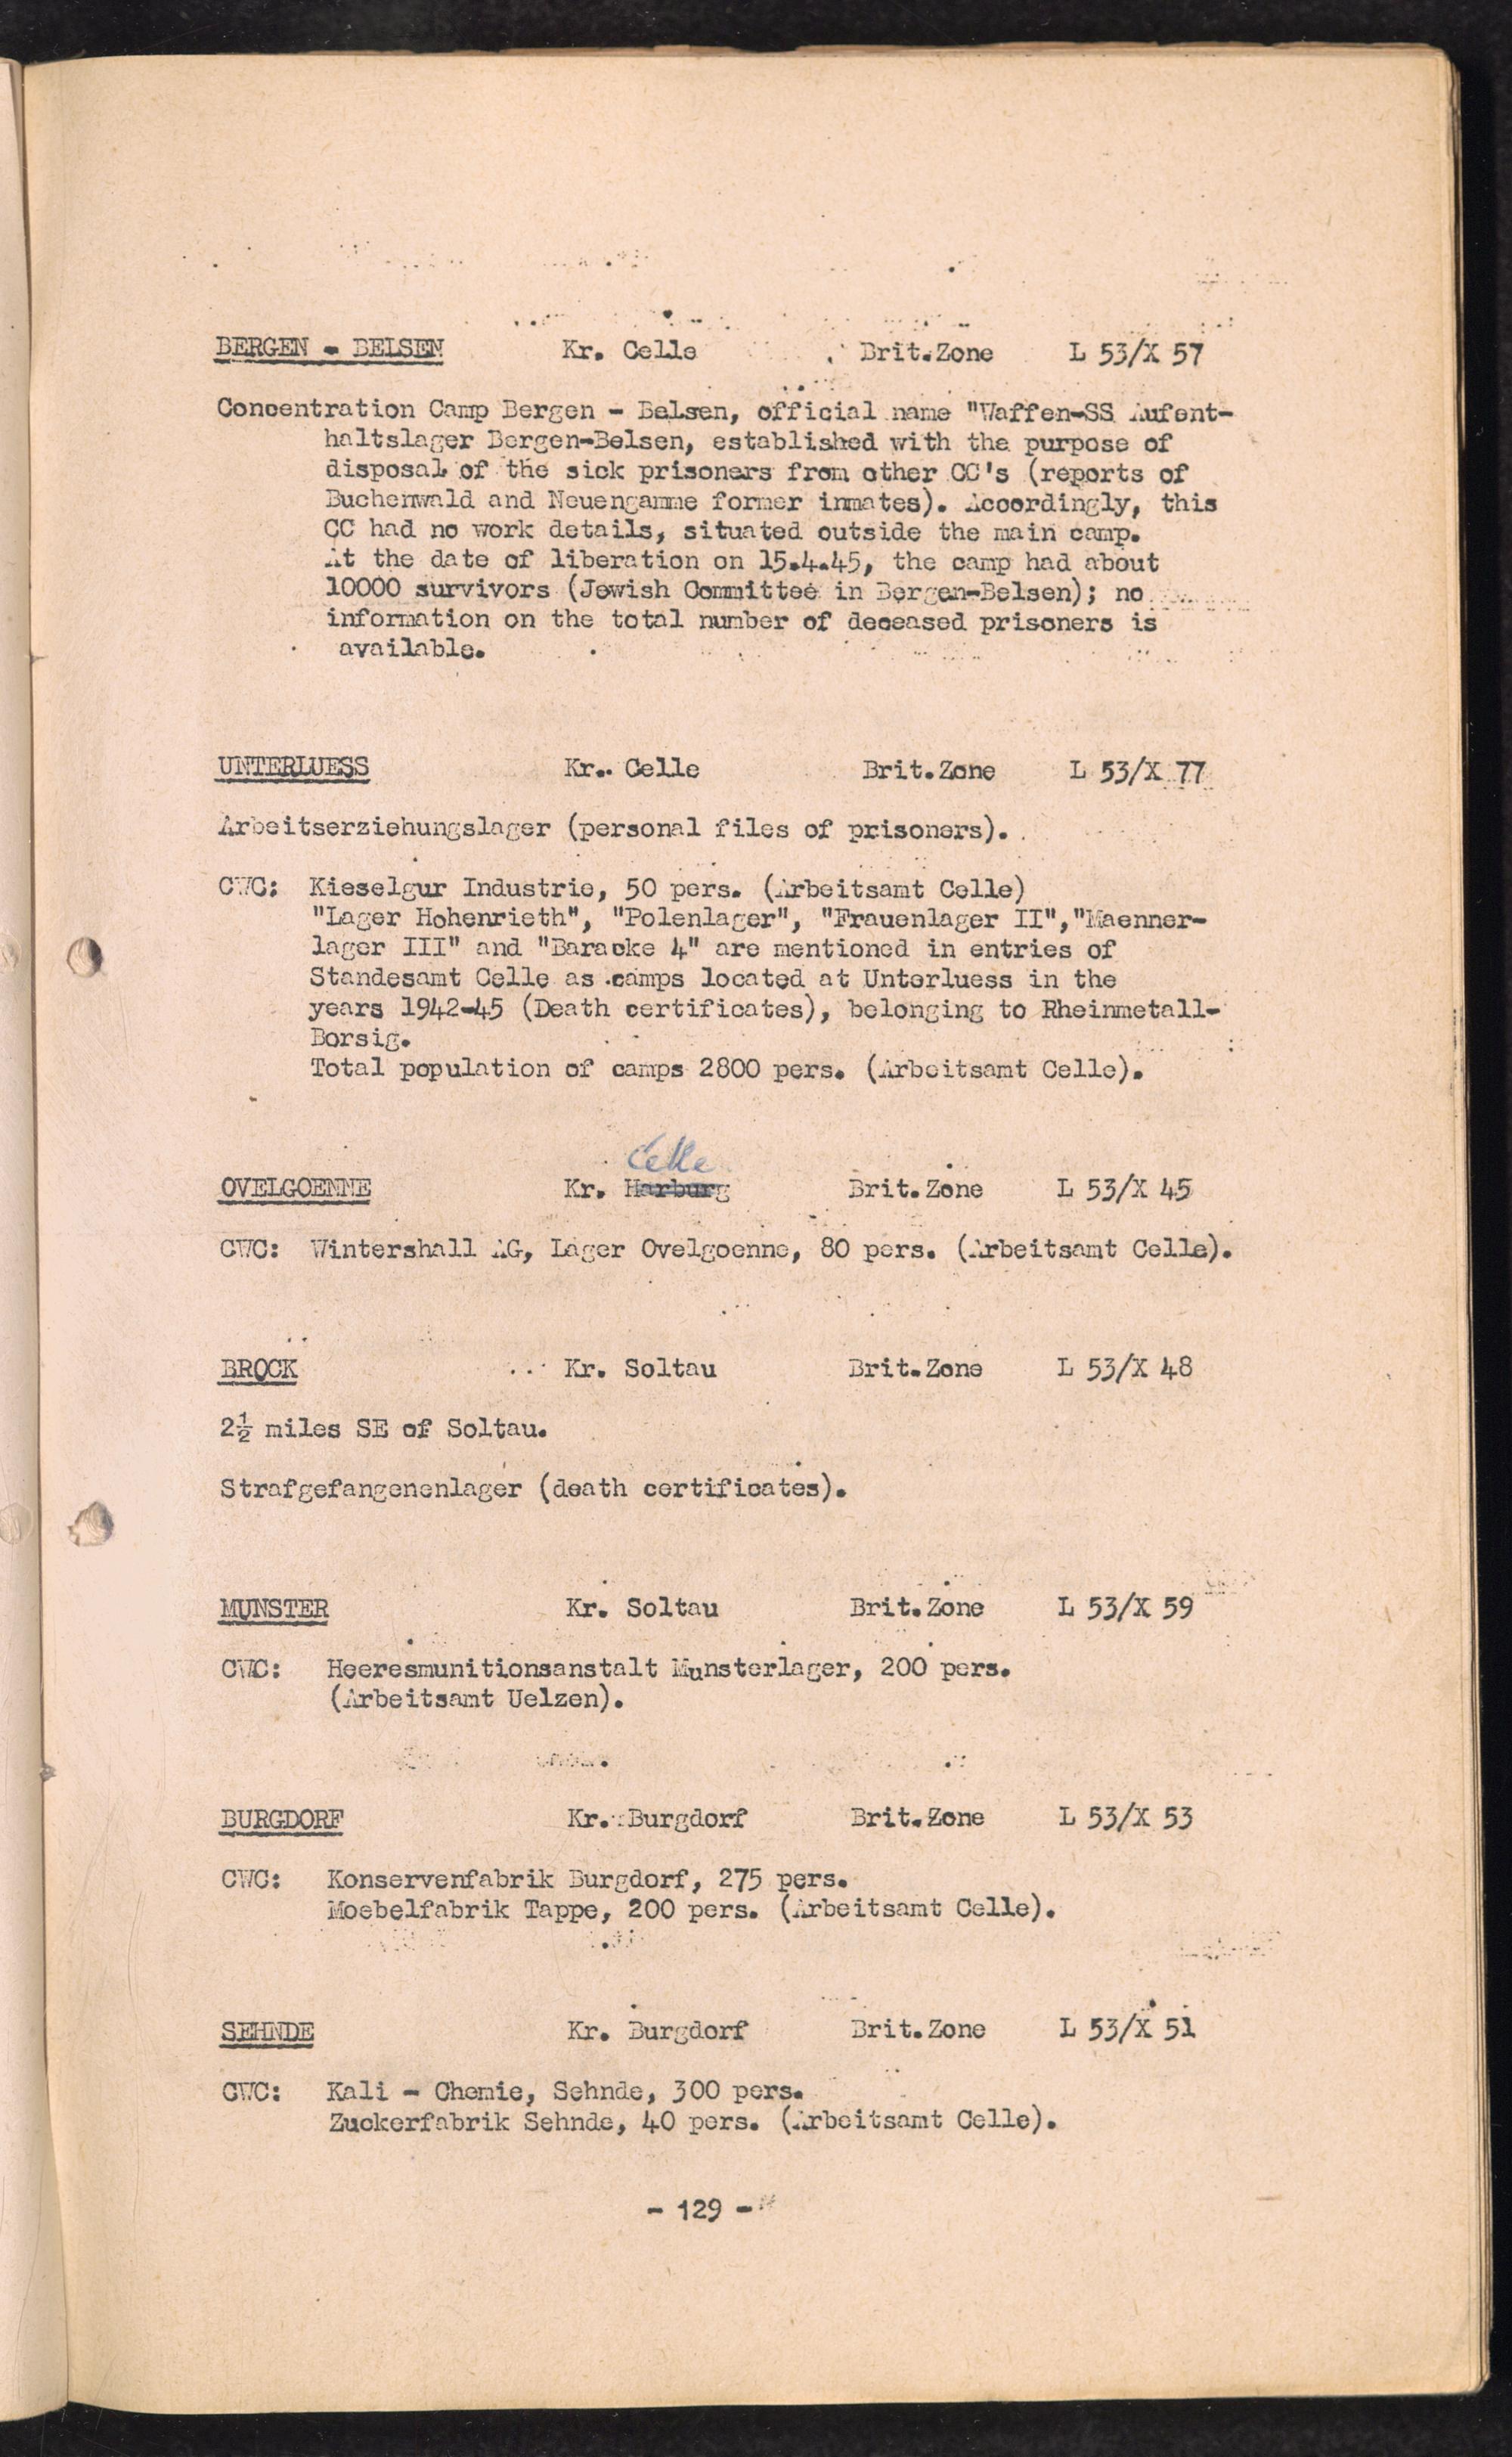 BERGEN - BELSEN Kr. Celle Brit.Zone L 53/X 57
Concentration Camp Bergen - Belsen, official name "Waffen-SS Aufent-
haltslager Bergen-Belsen, established with the purpose of
disposal of the sick prisoners from other CC's (reports of
Buchenwald and Neuengamme former inmates). Accordingly, this
CC had no work details, situated outside the main camp.
At the date of liberation on 15.4.45, the camp had about
10000 survivors (Jewish Committee in Bergen-Belsen); no
information on the total number of deceased prisoners is
available.
UNTERLUESS Kr. Celle Brit.Zone L 53/X 77
Arbeitserziehungslager (personal files of prisoners).
CWC: Kieselgur Industrie, 50 pers. (Arbeitsamt Celle)
"Lager Hohenrieth", "Polenlager", "Frauenlager II","Maenner-
lager III" and "Baracke 4" are mentioned in entries of
Standesamt Celle as camps located at Unterluess in the
years 1942-45 (Death certificates), belonging to Rheinmetall-
Borsig.
Total population of camps 2800 pers. (Arbeitsamt Celle).
Celle
OVELGOENNE Kr. Harburg Brit.Zone L 53/X 45
CWC: Wintershall AG, Lager Ovelgoenne, 80 pers. (Arbeitsamt Celle).
BROCK Kr. Soltau Brit.Zone L 53/X 48
2½ miles SE of Soltau.
Strafgefangenenlager (death certificates).
MUNSTER Kr. Soltau Brit.Zone L 53/X 59
CWC: Heeresmunitionsanstalt Munsterlager, 200 pers.
(Arbeitsamt Uelzen).
BURGDORF Kr. Burgdorf Brit.Zone L 53/X 53
CWC: Konservenfabrik Burgdorf, 275 pers.
Moebelfabrik Tappe, 200 pers. (Arbeitsamt Celle).
SEHNDE Kr. Burgdorf Brit.Zone L 53/X 51
CWC: Kali - Chemie, Sehnde, 300 pers.
Zuckerfabrik Sehnde, 40 pers. (Arbeitsamt Celle).
- 129 -